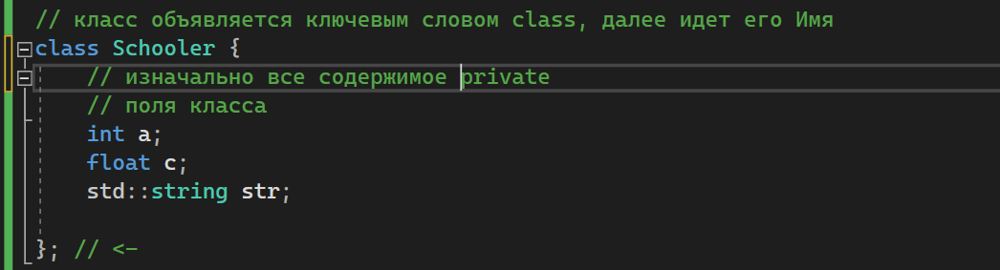 // класс объявляется ключевым словом class, далее идет его Имя
class Schooler {
// изначально все содержимое private
// поля класса
int a;
float c;
std::string str;
}; // <-